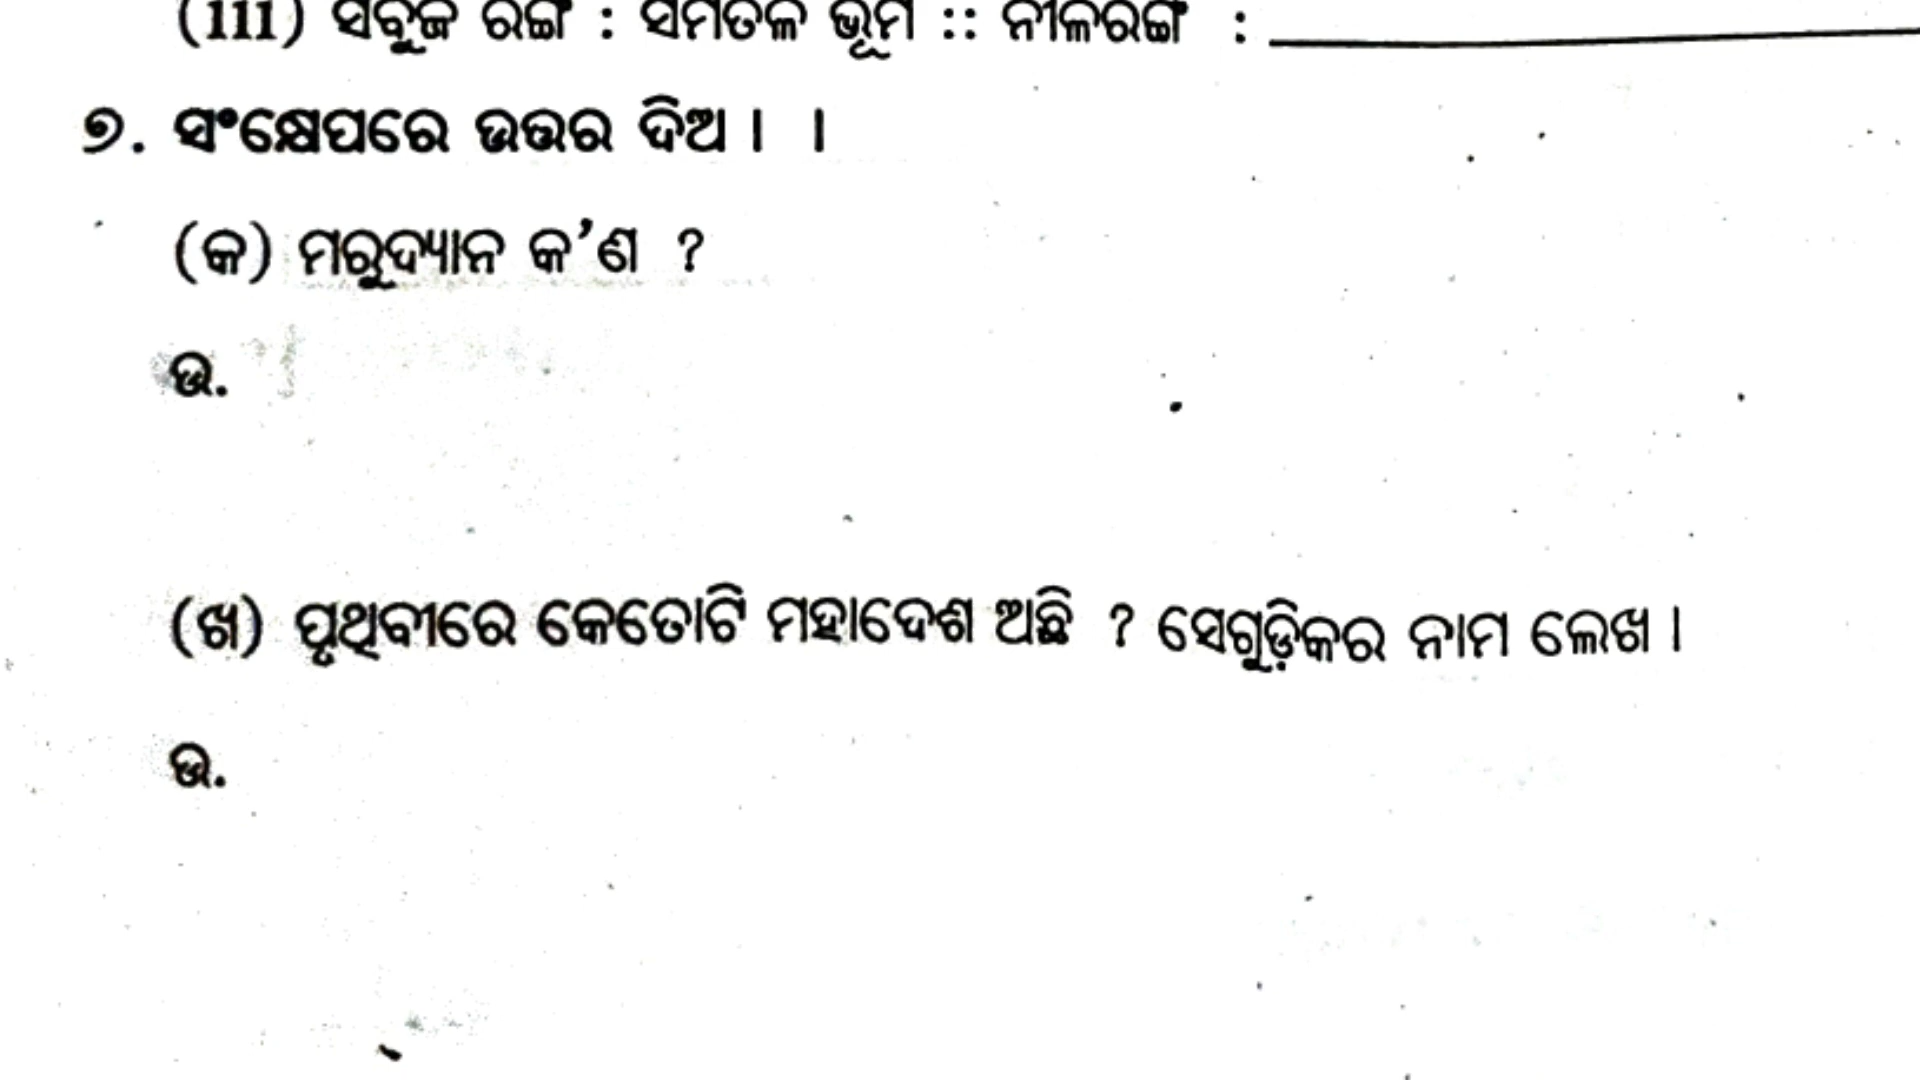 (iii) ସବୁଜ ରଙ୍ଗ : ସମତଳ ଭୂମି :: ନୀଳରଙ୍ଗ : 
୭. ସଂକ୍ଷେପରେ ଉତ୍ତର ଦିଅ । ।
(କ) ମରୁଦ୍ୟାନ କ’ଣ ?
ଉ.
(ଖ) ପୃଥିବୀରେ କେତୋଟି ମହାଦେଶ ଅଛି ? ସେଗୁଡ଼ିକର ନାମ ଲେଖ ।
ଉ.